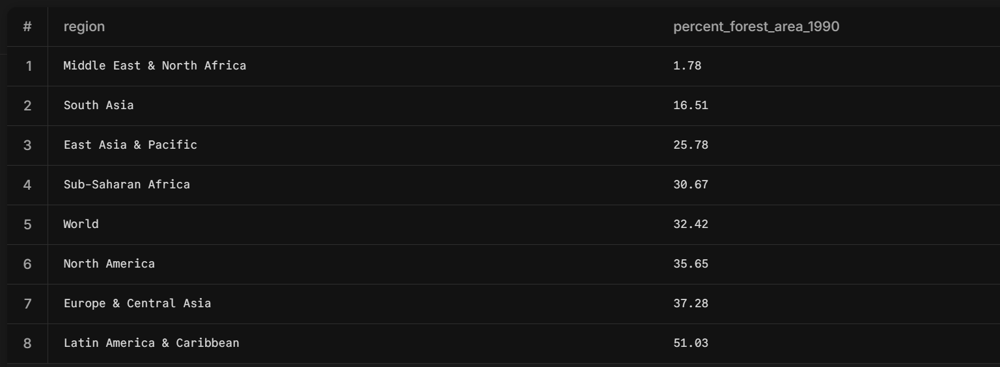 # region percent_forest_area_1990
1 Middle East & North Africa 1.78
2 South Asia 16.51
3 East Asia & Pacific 25.78
4 Sub-Saharan Africa 30.67
5 World 32.42
6 North America 35.65
7 Europe & Central Asia 37.28
8 Latin America & Caribbean 51.03